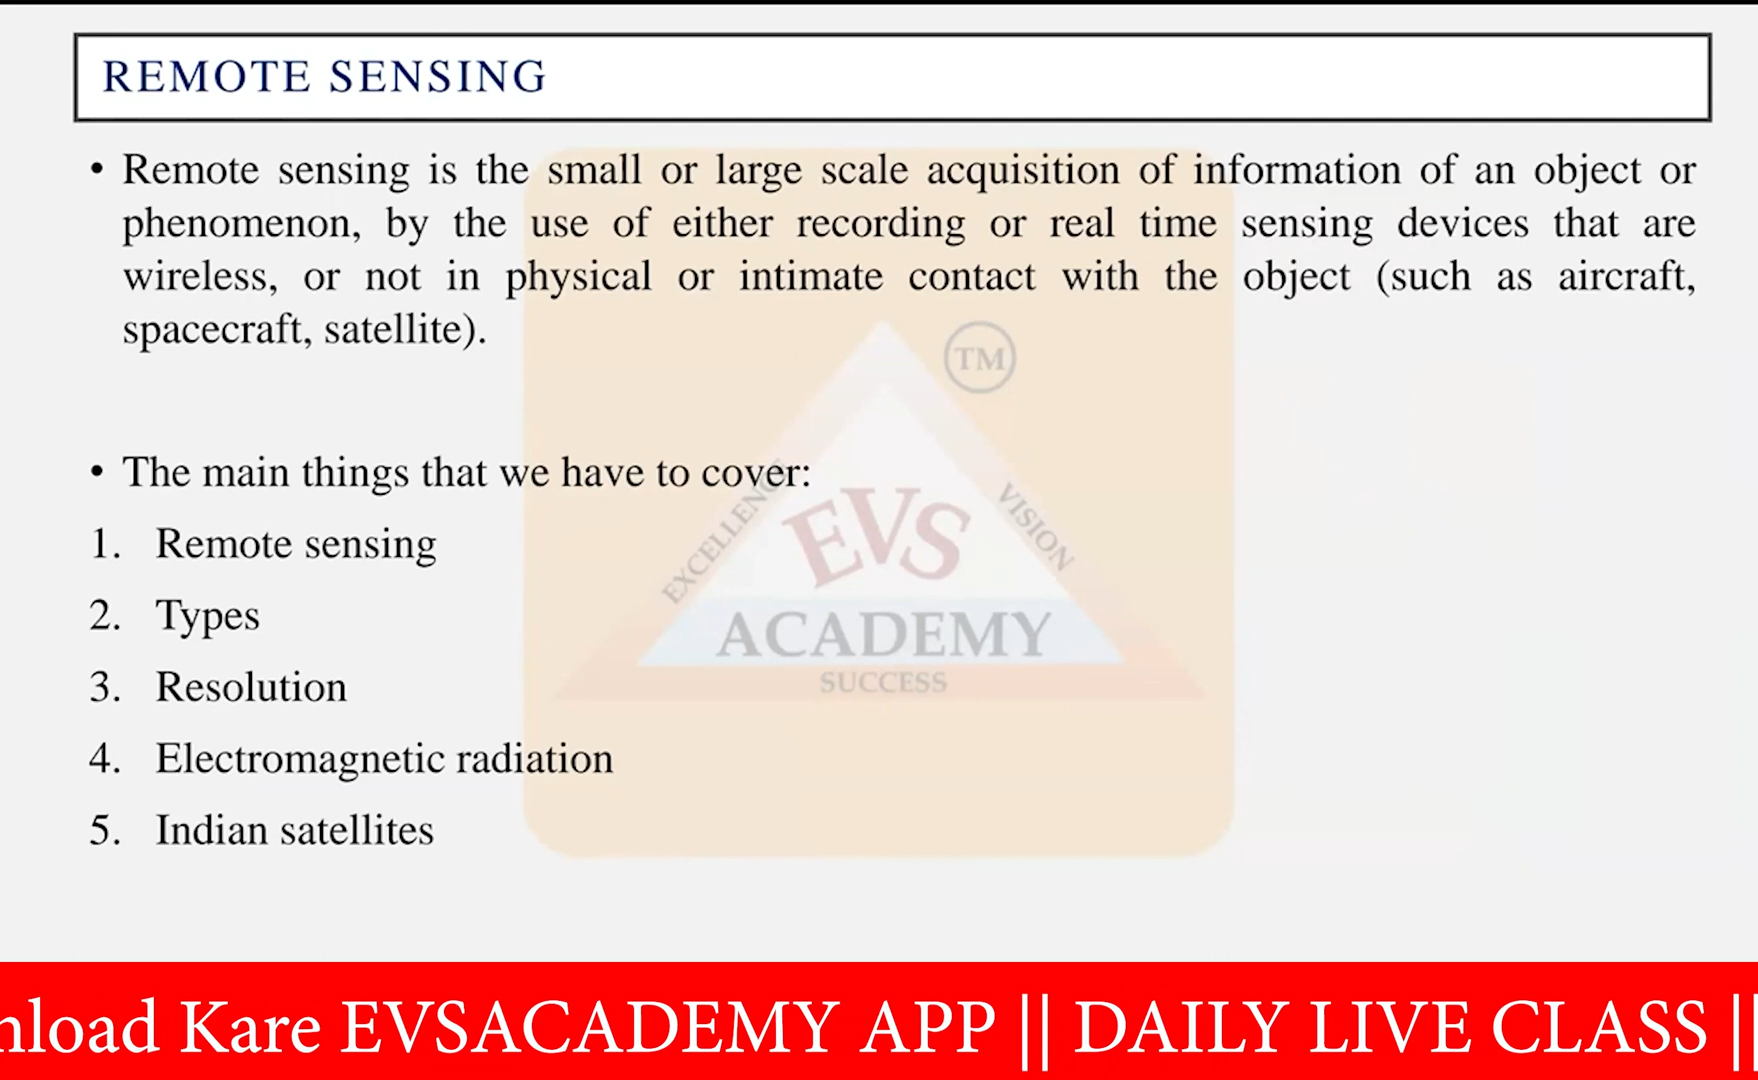 REMOTE SENSING
• Remote sensing is the small or large scale acquisition of information of an object or
phenomenon, by the use of either recording or real time sensing devices that are
wireless, or not in physical or intimate contact with the object (such as aircraft,
spacecraft, satellite).
TM
• The main things that we have to cover:
1. Remote sensing
2. Types
3. Resolution
4. Electromagnetic radiation
5. Indian satellites
EXCELLENCE
VISION
EVS
ACADEMY
SUCCESS
nload Kare EVSACADEMY APP || DAILY LIVE CLASS ||